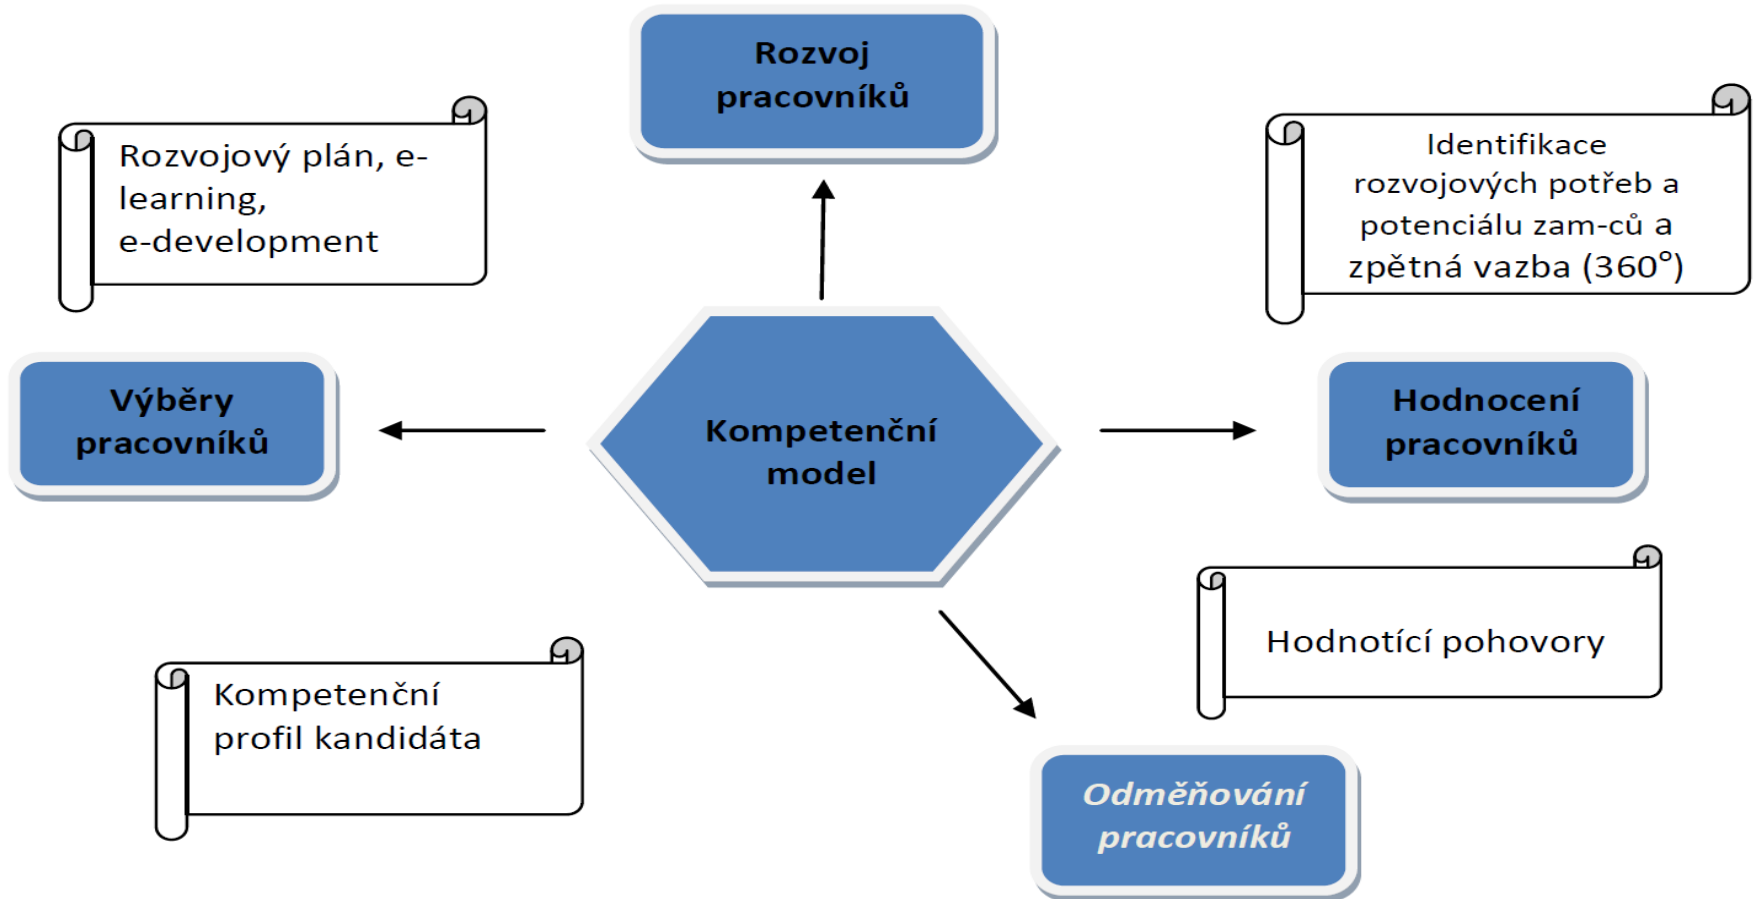 Rozvoj
pracovníků
Rozvojový plán, e-
learning,
e-development
Identifikace
rozvojových potřeb a
potenciálu zam-ců a
zpětná vazba (360°)
Výběry
pracovníků
Kompetenční
model
Hodnocení
pracovníků
Kompetenční
profil kandidáta
Hodnotící pohovory
Odměňování
pracovníků